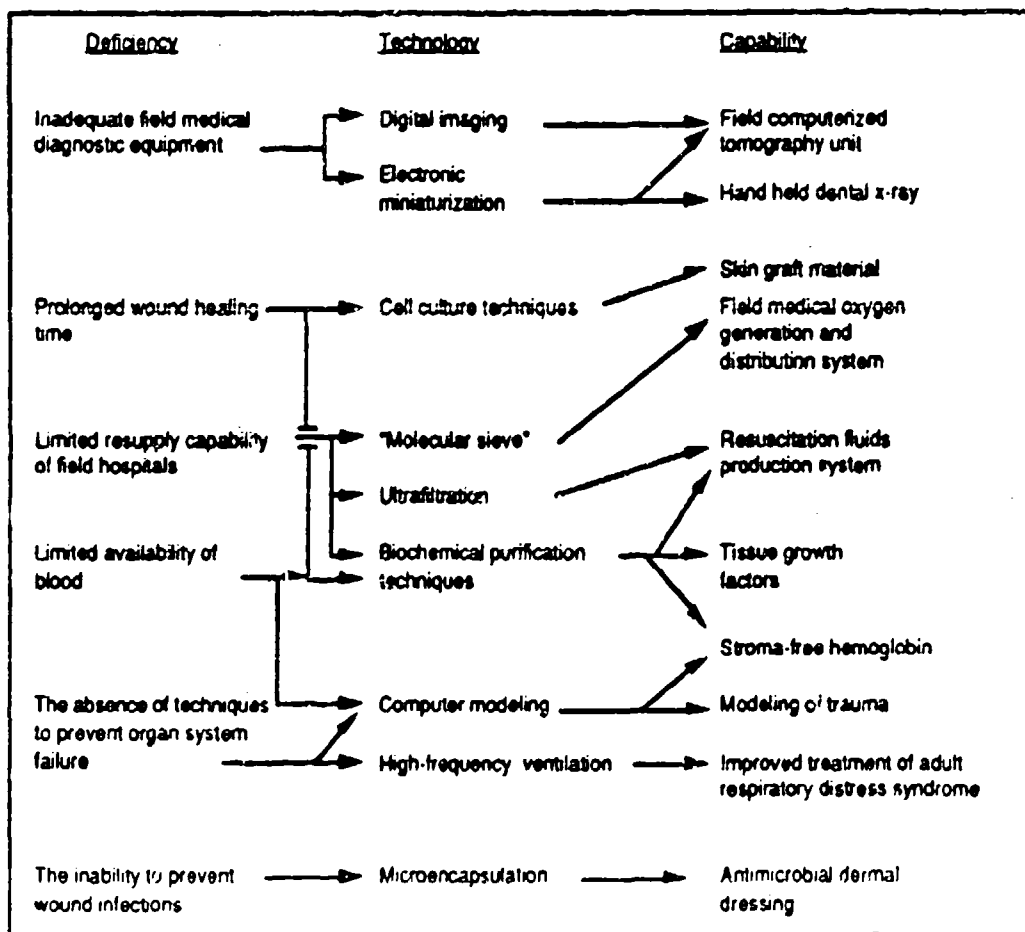 Deficiency Technology Capability
Inadequate field medical
diagnostic equipment
Digital imaging
Electronic
miniaturization
Field computerized
tomography unit
Hand held dental x-ray
Prolonged wound healing
time
Cell culture techniques
Skin graft material
Field medical oxygen
generation and
distribution system
Limited resupply capability
of field hospitals
"Molecular sieve"
Ultrafiltration
Resuscitation fluids
production system
Limited availability of
blood
Biochemical purification
techniques
Tissue growth
factors
Stroma-free hemoglobin
The absence of techniques
to prevent organ system
failure
Computer modeling
High-frequency ventilation
Modeling of trauma
Improved treatment of adult
respiratory distress syndrome
The inability to prevent
wound infections
Microencapsulation
Antimicrobial dermal
dressing